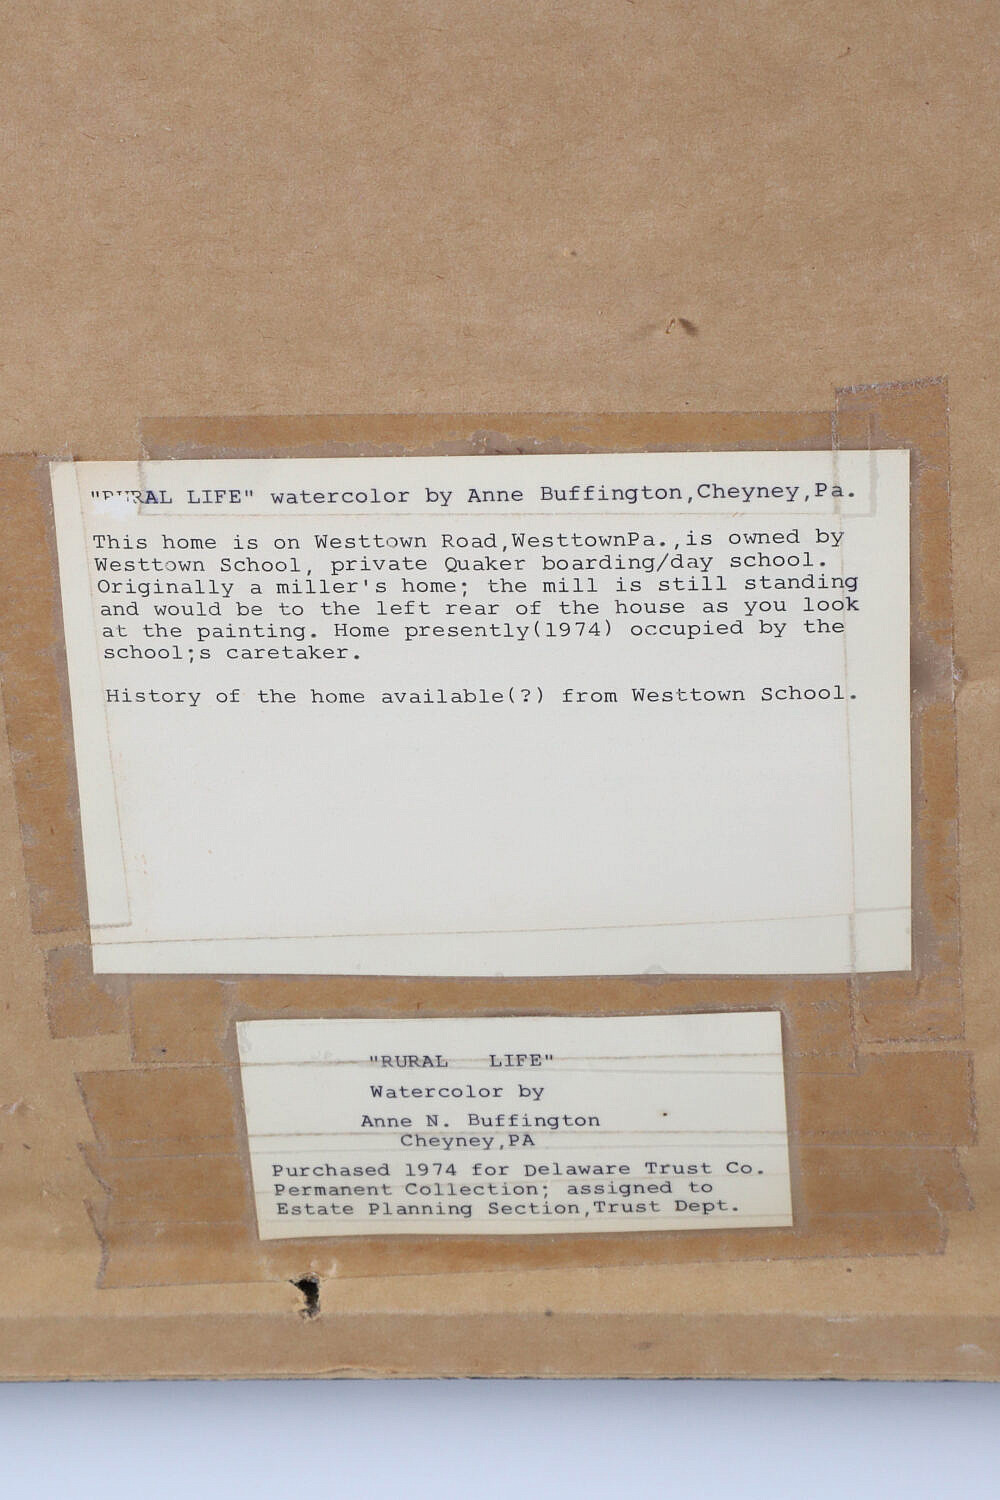 "RURAL LIFE" watercolor by Anne Buffington,Cheyney,Pa.
This home is on Westtown Road,WesttownPa.,is owned by
Westtown School, private Quaker boarding/day school.
Originally a miller's home; the mill is still standing
and would be to the left rear of the house as you look
at the painting. Home presently(1974) occupied by the
school;s caretaker.
History of the home available(?) from Westtown School.
"RURAL LIFE"
Watercolor by
Anne N. Buffington
Cheyney,PA
Purchased 1974 for Delaware Trust Co.
Permanent Collection; assigned to
Estate Planning Section,Trust Dept.